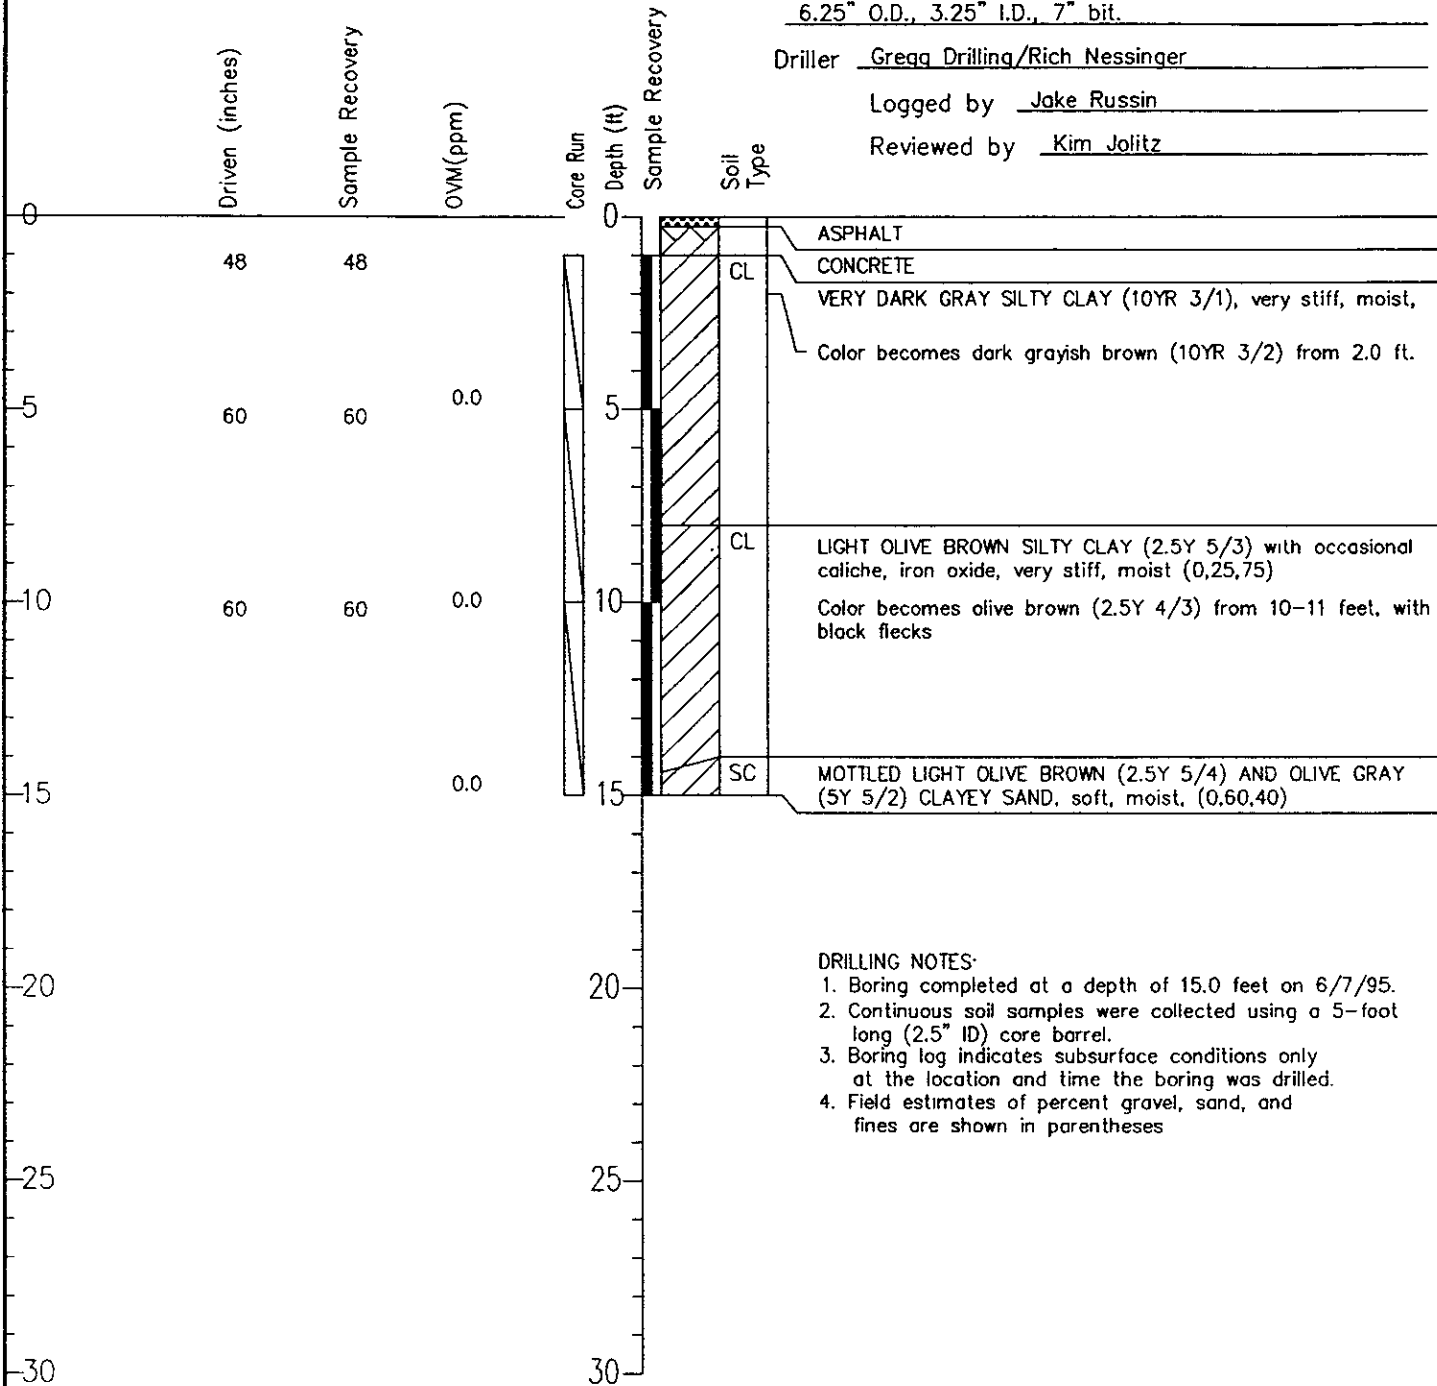 6.25" O.D., 3.25" I.D., 7" bit.
Driller Gregg Drilling/Rich Nessinger
Logged by Jake Russin
Reviewed by Kim Jolitz
Driven (inches)
Sample Recovery
OVM(ppm)
Core Run
Depth (ft)
Sample Recovery
Soil Type
0
0
ASPHALT
48
48
CL
CONCRETE
VERY DARK GRAY SILTY CLAY (10YR 3/1), very stiff, moist,
Color becomes dark grayish brown (10YR 3/2) from 2.0 ft.
5
60
60
0.0
5
CL
LIGHT OLIVE BROWN SILTY CLAY (2.5Y 5/3) with occasional
caliche, iron oxide, very stiff, moist (0,25,75)
10
60
60
0.0
10
Color becomes olive brown (2.5Y 4/3) from 10-11 feet, with
black flecks
15
0.0
15
SC
MOTTLED LIGHT OLIVE BROWN (2.5Y 5/4) AND OLIVE GRAY
(5Y 5/2) CLAYEY SAND, soft, moist, (0,60,40)
DRILLING NOTES:
20
20
1. Boring completed at a depth of 15.0 feet on 6/7/95.
2. Continuous soil samples were collected using a 5-foot
long (2.5" ID) core barrel.
3. Boring log indicates subsurface conditions only
at the location and time the boring was drilled.
4. Field estimates of percent gravel, sand, and
fines are shown in parentheses
25
25
30
30